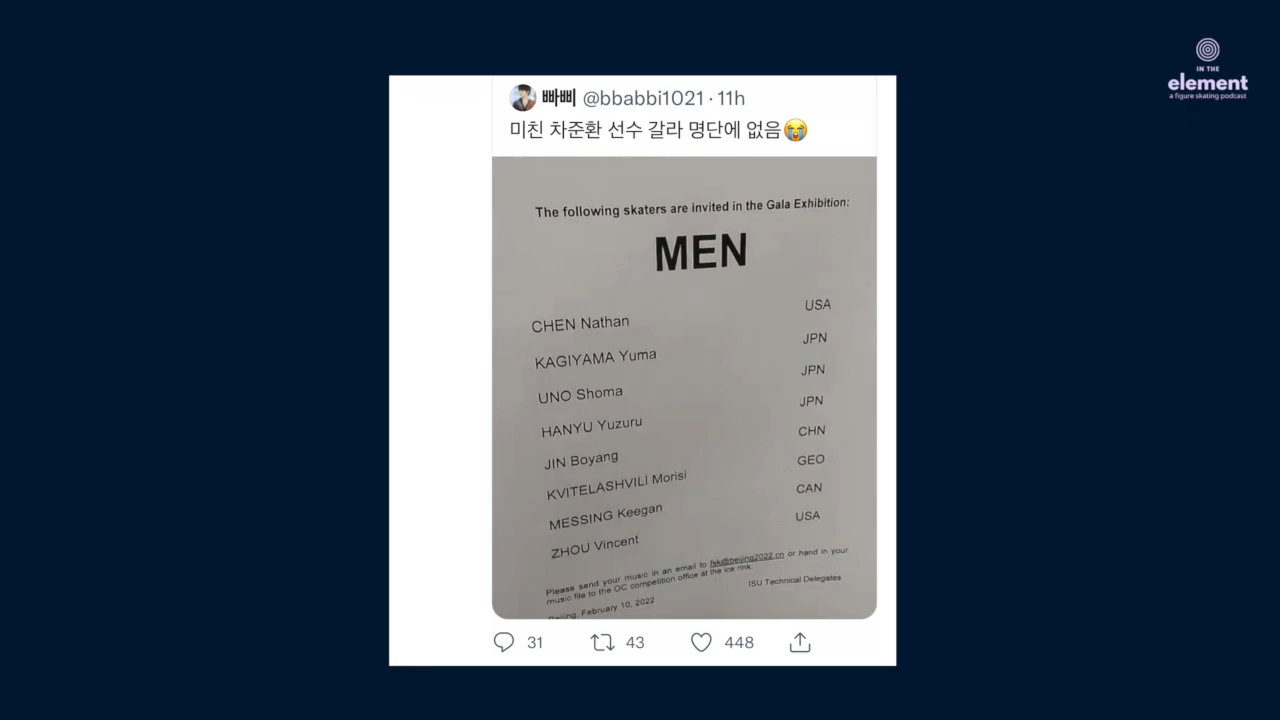 IN THE
element
a figure skating podcast
빠삐 @bbabbi1021 · 11h
미친 차준환 선수 갈라 명단에 없음😭
The following skaters are invited in the Gala Exhibition:
MEN
CHEN Nathan USA
KAGIYAMA Yuma JPN
UNO Shoma JPN
HANYU Yuzuru JPN
JIN Boyang CHN
KVITELASHVILI Morisi GEO
MESSING Keegan CAN
ZHOU Vincent USA
Please send your music in an email to fsk@beijing2022.cn or hand in your
music file to the OC competition office at the ice rink.
ISU Technical Delegates
Beijing, February 10, 2022
31 43 448